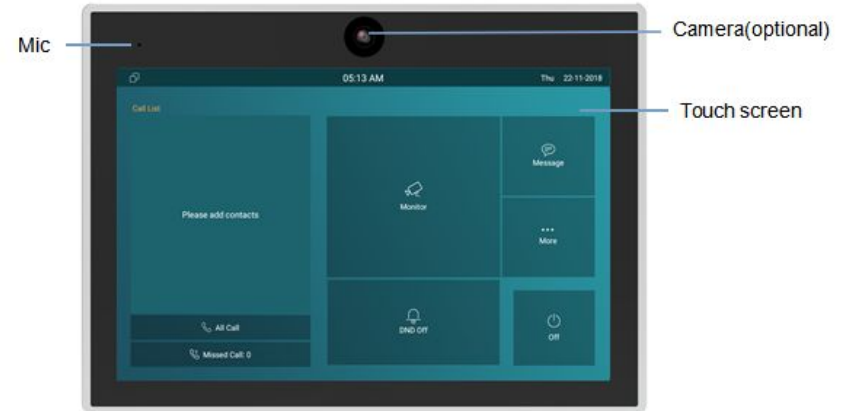 Mic
Camera(optional)
05:13 AM
Thu 22-11-2018
Touch screen
Call List
Please add contacts
Monitor
Message
More
All Call
Missed Call: 0
DND Off
Off